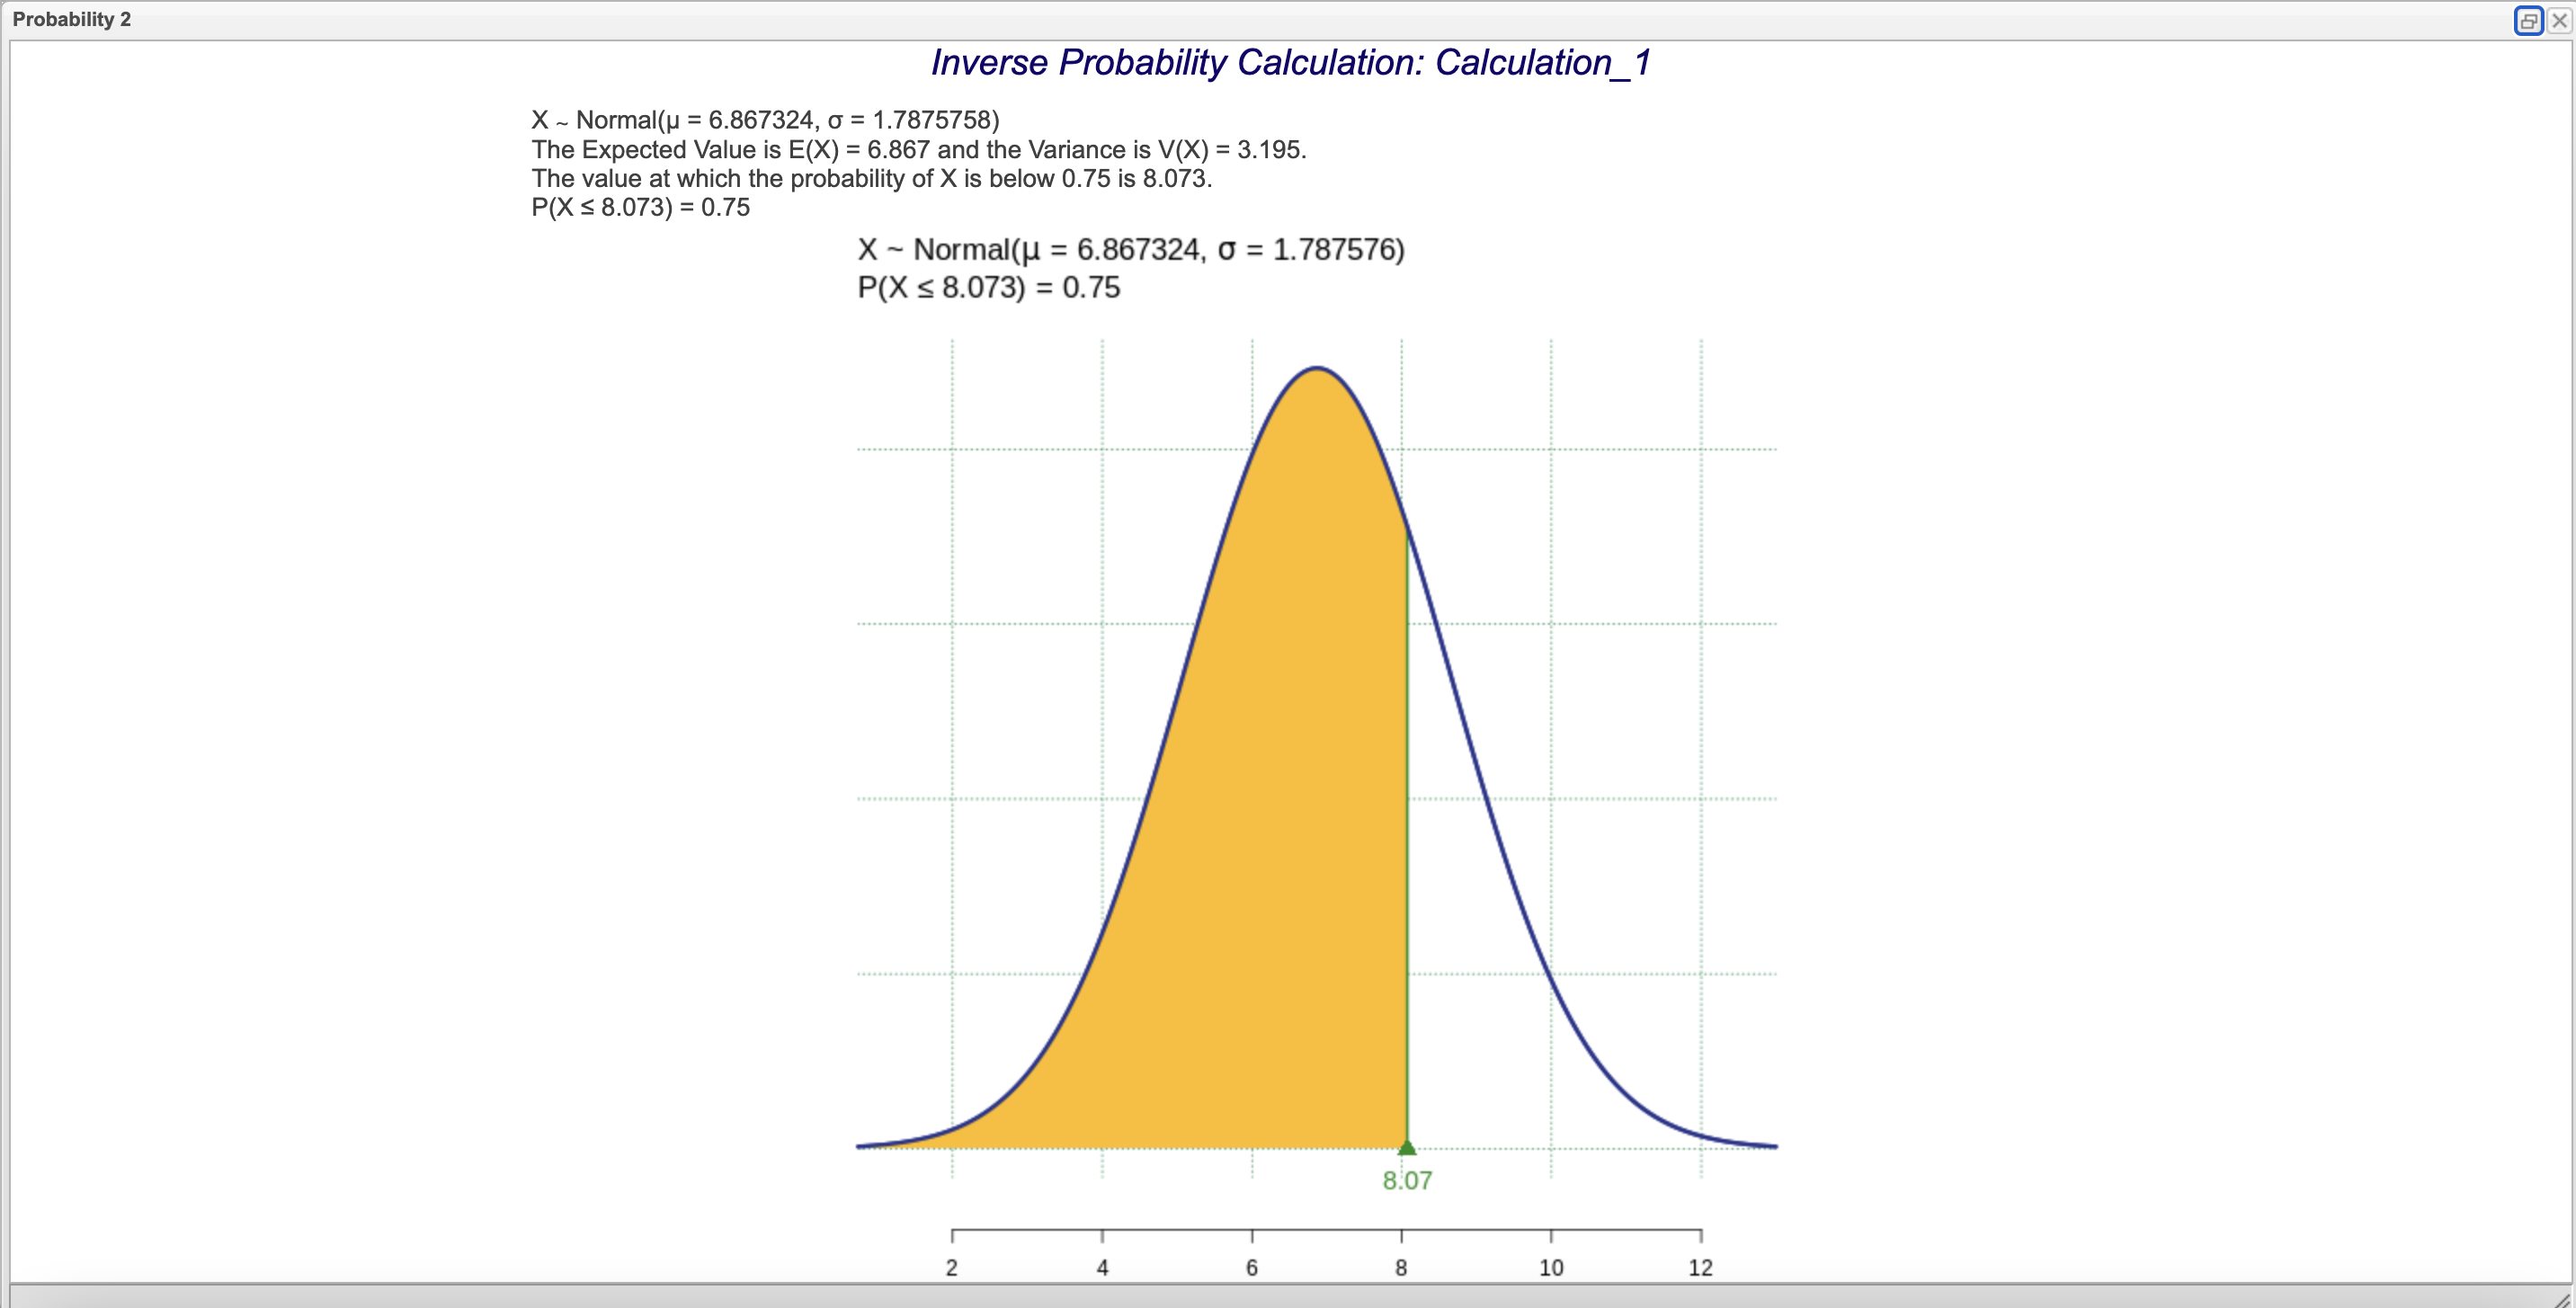 Probability 2
Inverse Probability Calculation: Calculation_1
X ~ Normal(μ = 6.867324, σ = 1.7875758)
The Expected Value is E(X) = 6.867 and the Variance is V(X) = 3.195.
The value at which the probability of X is below 0.75 is 8.073.
P(X ≤ 8.073) = 0.75
X ~ Normal(μ = 6.867324, σ = 1.787576)
P(X ≤ 8.073) = 0.75
8.07
2 4 6 8 10 12